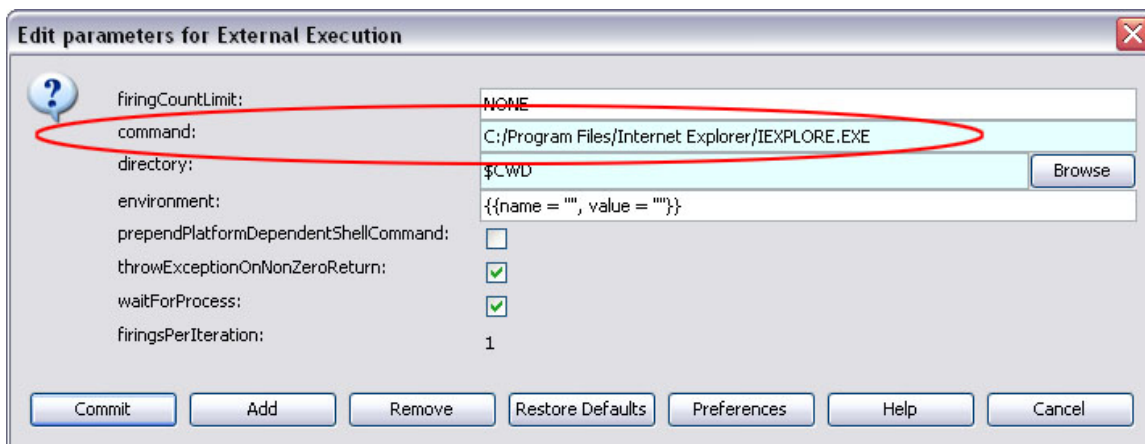 Edit parameters for External Execution
firingCountLimit: NONE
command: C:/Program Files/Internet Explorer/IEXPLORE.EXE
directory: $CWD Browse
environment: {{name = "", value = ""}}
prependPlatformDependentShellCommand:
throwExceptionOnNonZeroReturn:
waitForProcess:
firingsPerIteration: 1
Commit Add Remove Restore Defaults Preferences Help Cancel